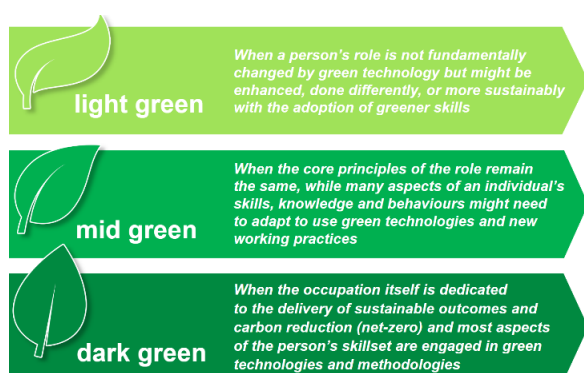 When a person's role is not fundamentally
changed by green technology but might be
enhanced, done differently, or more sustainably
with the adoption of greener skills
light green
When the core principles of the role remain
the same, while many aspects of an individual's
skills, knowledge and behaviours might need
to adapt to use green technologies and new
working practices
mid green
When the occupation itself is dedicated
to the delivery of sustainable outcomes and
carbon reduction (net-zero) and most aspects
of the person's skillset are engaged in green
technologies and methodologies
dark green